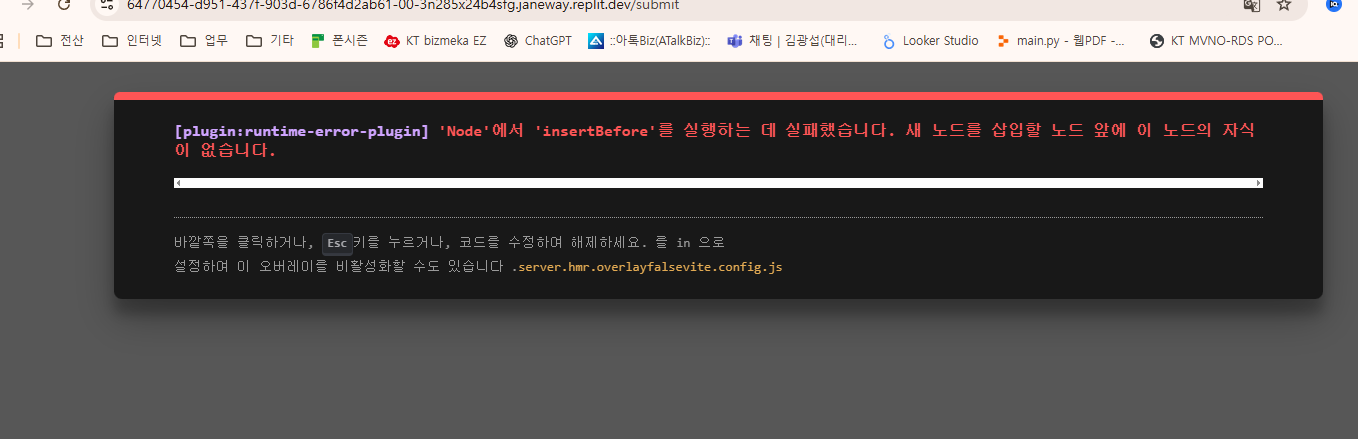 64770454-d951-437f-903d-6786f4d2ab61-00-3n285x24b4sfg.janeway.replit.dev/submit
전산 인터넷 업무 기타 폰시즌 KT bizmeka EZ ChatGPT ::아톡Biz(ATalkBiz):: 채팅 | 김광섭(대리... Looker Studio main.py - 웹PDF -... KT MVNO-RDS PO...
[plugin:runtime-error-plugin] 'Node'에서 'insertBefore'를 실행하는 데 실패했습니다. 새 노드를 삽입할 노드 앞에 이 노드의 자식
이 없습니다.
바깥쪽을 클릭하거나, Esc키를 누르거나, 코드를 수정하여 해제하세요. 를 in 으로
설정하여 이 오버레이를 비활성화할 수도 있습니다 .server.hmr.overlayfalsevite.config.js